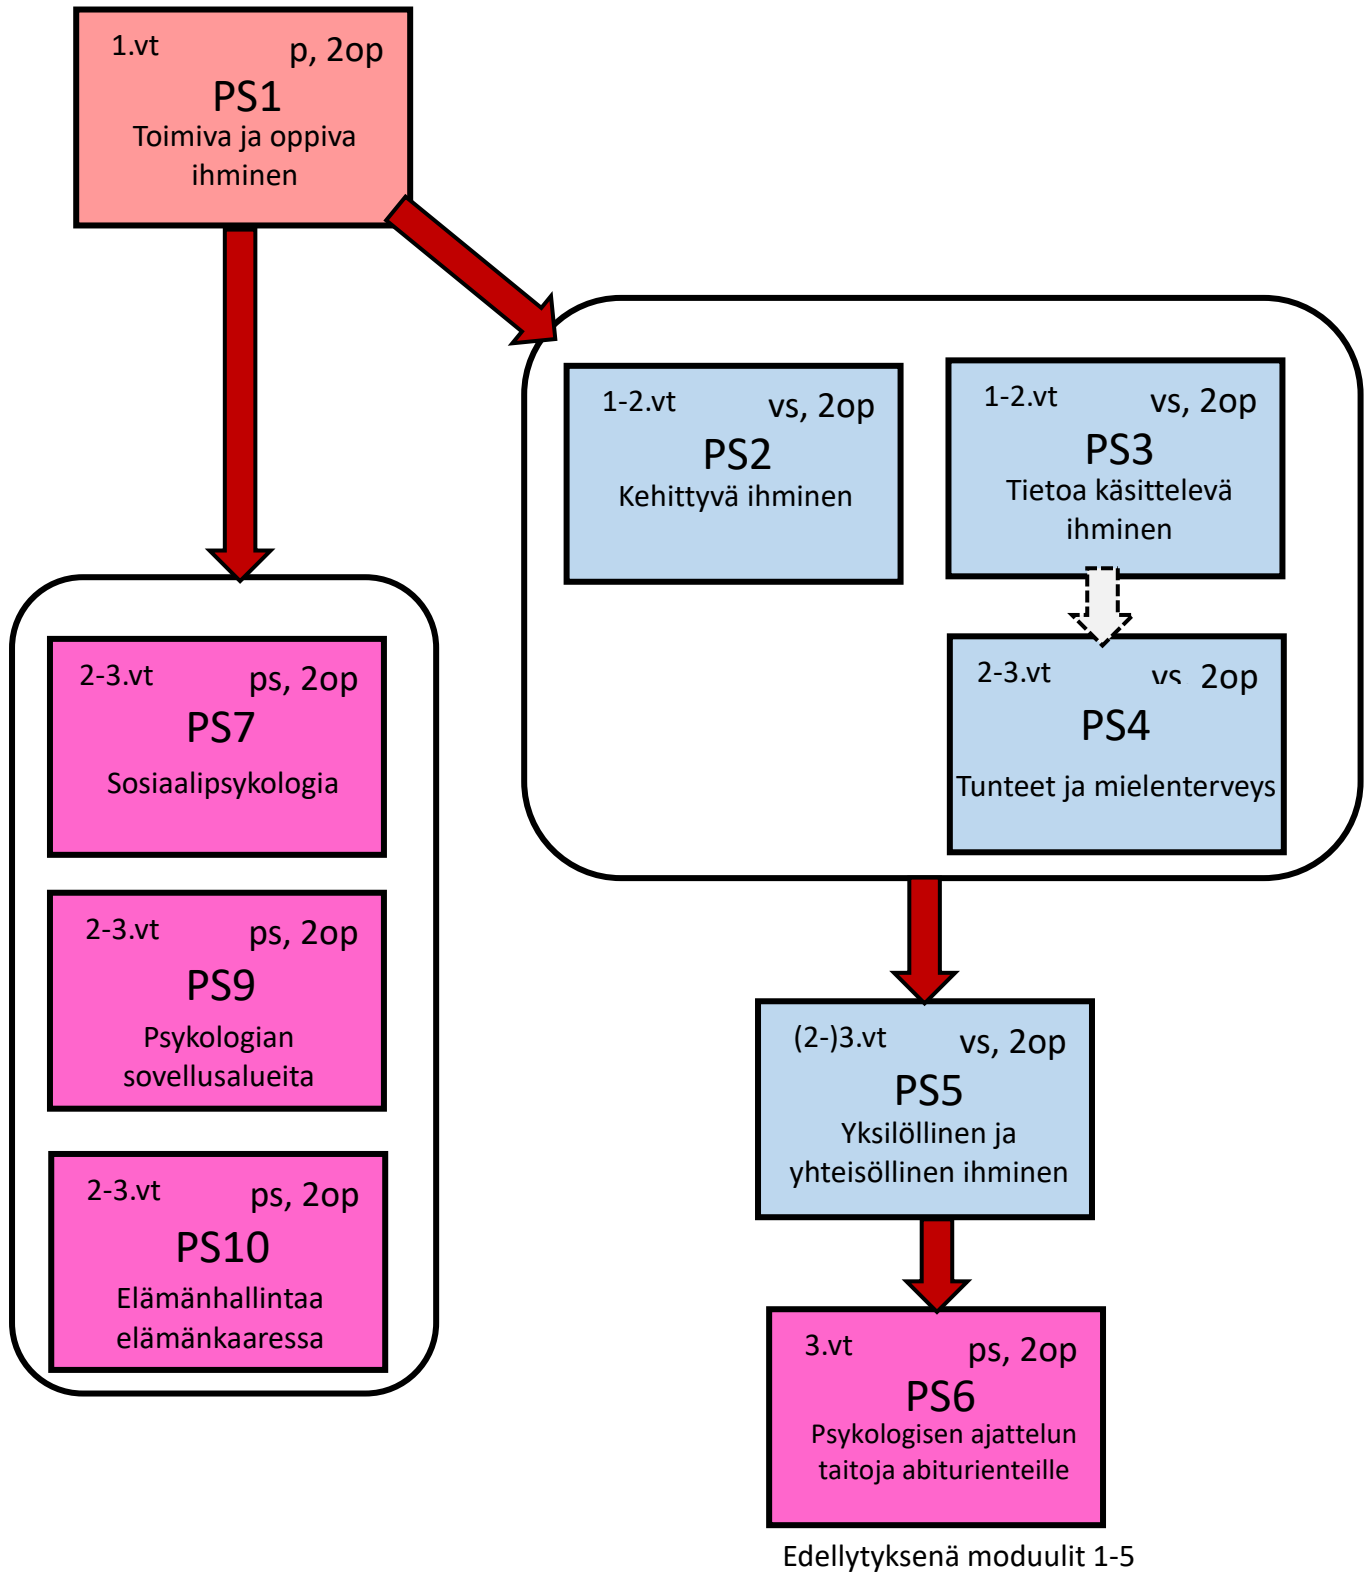 1.vt p, 2op
PS1
Toimiva ja oppiva
ihminen
1-2.vt vs, 2op
PS2
Kehittyvä ihminen
1-2.vt vs, 2op
PS3
Tietoa käsittelevä
ihminen
2-3.vt vs 2op
PS4
Tunteet ja mielenterveys
2-3.vt ps, 2op
PS7
Sosiaalipsykologia
2-3.vt ps, 2op
PS9
Psykologian
sovellusalueita
2-3.vt ps, 2op
PS10
Elämänhallintaa
elämänkaaressa
(2-)3.vt vs, 2op
PS5
Yksilöllinen ja
yhteisöllinen ihminen
3.vt ps, 2op
PS6
Psykologisen ajattelun
taitoja abiturienteille
Edellytyksenä moduulit 1-5